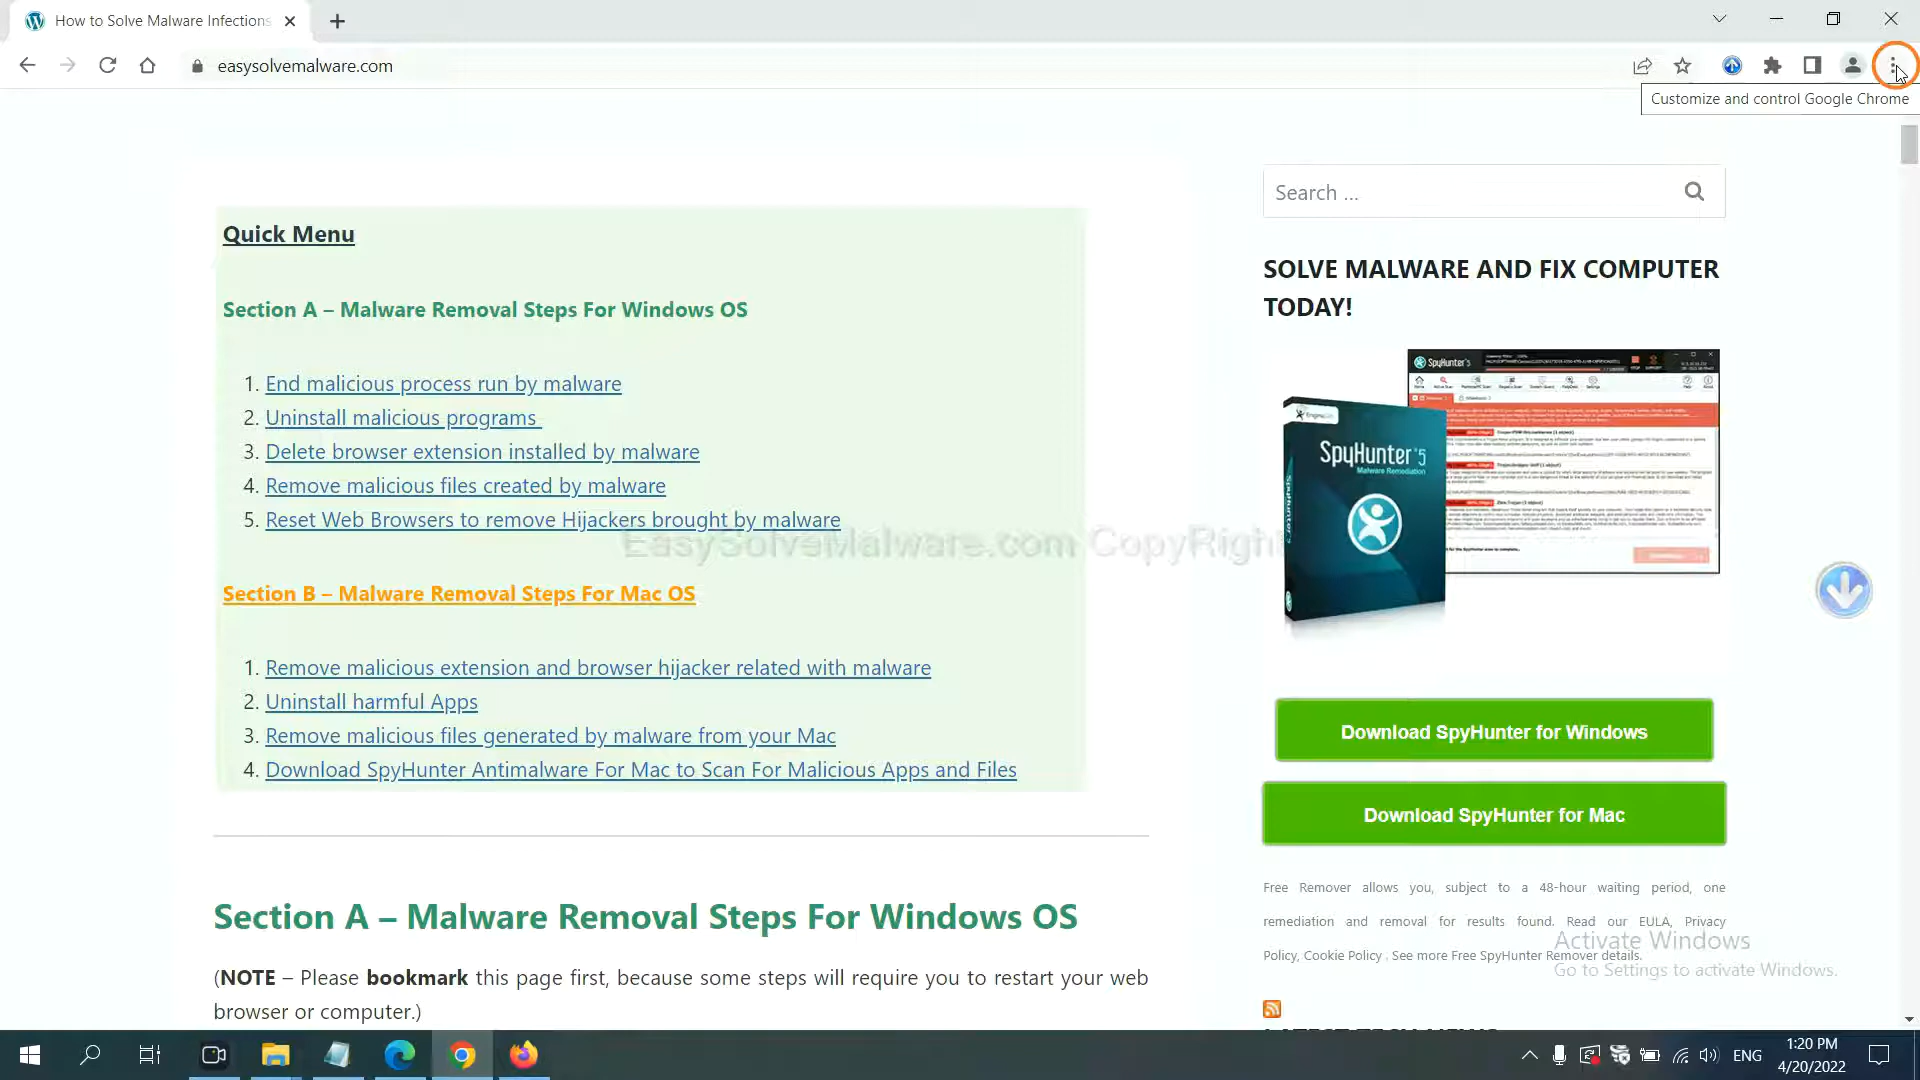 How to Solve Malware Infections
easysolvemalware.com
Customize and control Google Chrome
Quick Menu
Section A – Malware Removal Steps For Windows OS
1. End malicious process run by malware
2. Uninstall malicious programs
3. Delete browser extension installed by malware
4. Remove malicious files created by malware
5. Reset Web Browsers to remove Hijackers brought by malware
EasySolveMalware.com CopyRight
Section B – Malware Removal Steps For Mac OS
1. Remove malicious extension and browser hijacker related with malware
2. Uninstall harmful Apps
3. Remove malicious files generated by malware from your Mac
4. Download SpyHunter Antimalware For Mac to Scan For Malicious Apps and Files
Section A – Malware Removal Steps For Windows OS
(NOTE – Please bookmark this page first, because some steps will require you to restart your web
browser or computer.)
Search ...
SOLVE MALWARE AND FIX COMPUTER
TODAY!
SpyHunter 5
SpyHunter 5
Malware Remediation
Download SpyHunter for Windows
Download SpyHunter for Mac
Free Remover allows you, subject to a 48-hour waiting period, one
remediation and removal for results found. Read our EULA, Privacy
Policy, Cookie Policy . See more Free SpyHunter Remover details.
Activate Windows
Go to Settings to activate Windows.
LATEST TECH NEWS
ENG
1:20 PM
4/20/2022